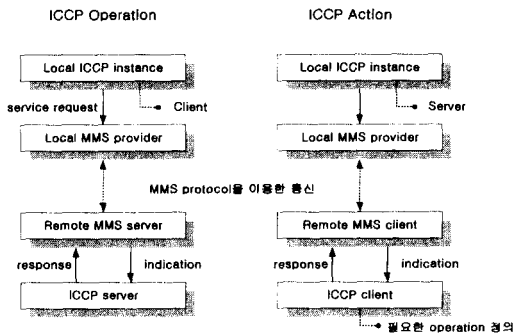 ICCP Operation
Local ICCP instance
service request
Client
Local MMS provider
Remote MMS server
response
indication
ICCP server
ICCP Action
Local ICCP instance
Server
Local MMS provider
MMS protocol을 이용한 통신
Remote MMS client
response
indication
ICCP client
필요한 operation 정의